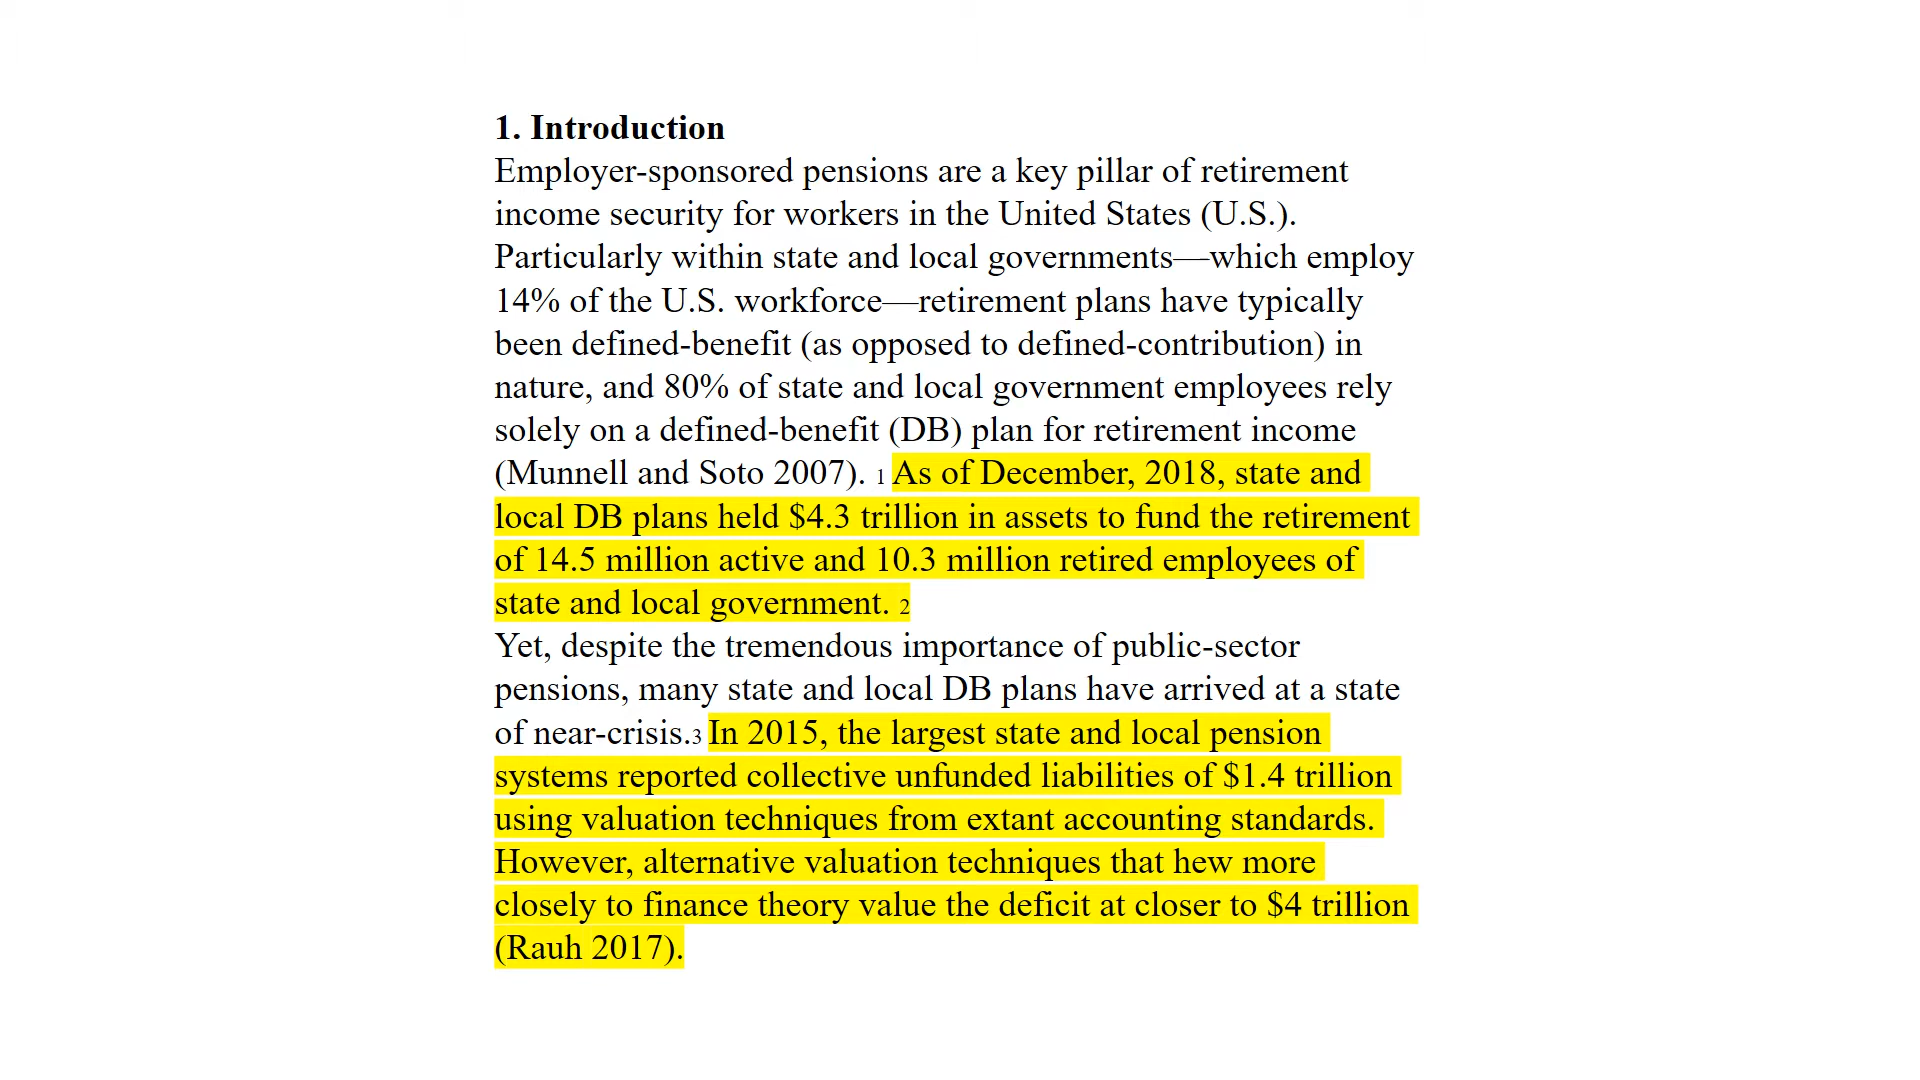 1. Introduction
Employer-sponsored pensions are a key pillar of retirement
income security for workers in the United States (U.S.).
Particularly within state and local governments—which employ
14% of the U.S. workforce—retirement plans have typically
been defined-benefit (as opposed to defined-contribution) in
nature, and 80% of state and local government employees rely
solely on a defined-benefit (DB) plan for retirement income
(Munnell and Soto 2007). 1 As of December, 2018, state and
local DB plans held $4.3 trillion in assets to fund the retirement
of 14.5 million active and 10.3 million retired employees of
state and local government. 2
Yet, despite the tremendous importance of public-sector
pensions, many state and local DB plans have arrived at a state
of near-crisis.3 In 2015, the largest state and local pension
systems reported collective unfunded liabilities of $1.4 trillion
using valuation techniques from extant accounting standards.
However, alternative valuation techniques that hew more
closely to finance theory value the deficit at closer to $4 trillion
(Rauh 2017).